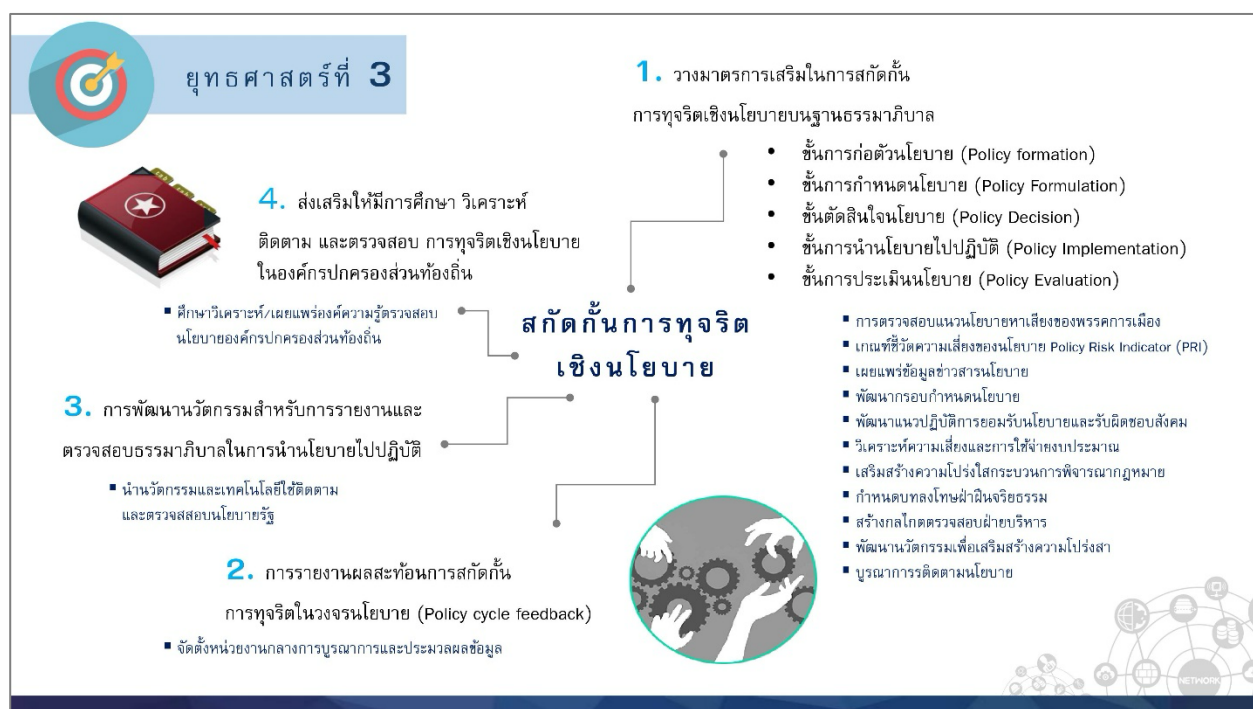 ยุทธศาสตร์ที่ 3
1. วางมาตรการเสริมในการสกัดกั้น
การทุจริตเชิงนโยบายบนฐานธรรมาภิบาล
• ขั้นการก่อตัวนโยบาย (Policy formation)
• ขั้นการกำหนดนโยบาย (Policy Formulation)
• ขั้นตัดสินใจนโยบาย (Policy Decision)
• ขั้นการนำนโยบายไปปฏิบัติ (Policy Implementation)
• ขั้นการประเมินนโยบาย (Policy Evaluation)
▪ การตรวจสอบแนวนโยบายหาเสียงของพรรคการเมือง
▪ เกณฑ์ชี้วัดความเสี่ยงของนโยบาย Policy Risk Indicator (PRI)
▪ เผยแพร่ข้อมูลข่าวสารนโยบาย
▪ พัฒนากรอบกำหนดนโยบาย
▪ พัฒนาแนวปฏิบัติการยอมรับนโยบายและรับผิดชอบสังคม
▪ วิเคราะห์ความเสี่ยงและการใช้จ่ายงบประมาณ
▪ เสริมสร้างความโปร่งใสกระบวนการพิจารณากฎหมาย
▪ กำหนดบทลงโทษฝ่าฝืนจริยธรรม
▪ สร้างกลไกตตรวจสอบฝ่ายบริหาร
▪ พัฒนานวัตกรรมเพื่อเสริมสร้างความโปร่งสา
▪ บูรณาการรติดตามนโยบาย
สกัดกั้นการทุจริต
เชิงนโยบาย
4. ส่งเสริมให้มีการศึกษา วิเคราะห์
ติดตาม และตรวจสอบ การทุจริตเชิงนโยบาย
ในองค์กรปกครองส่วนท้องถิ่น
▪ ศึกษาวิเคราะห์/เผยแพร่องค์ความรู้ตรวจสอบ
นโยบายองค์กรปกครองส่วนท้องถิ่น
3. การพัฒนานวัตกรรมสำหรับการรายงานและ
ตรวจสอบธรรมาภิบาลในการนำนโยบายไปปฏิบัติ
▪ นำนวัตกรรมและเทคโนโลยีใช้ติดตาม
และตรวจสสอบนโยบายรัฐ
2. การรายงานผลสะท้อนการสกัดกั้น
การทุจริตในวงจรนโยบาย (Policy cycle feedback)
▪ จัดตั้งหน่วยงานกลางการบูรณาการและประมวลผลข้อมูล
NETWORK